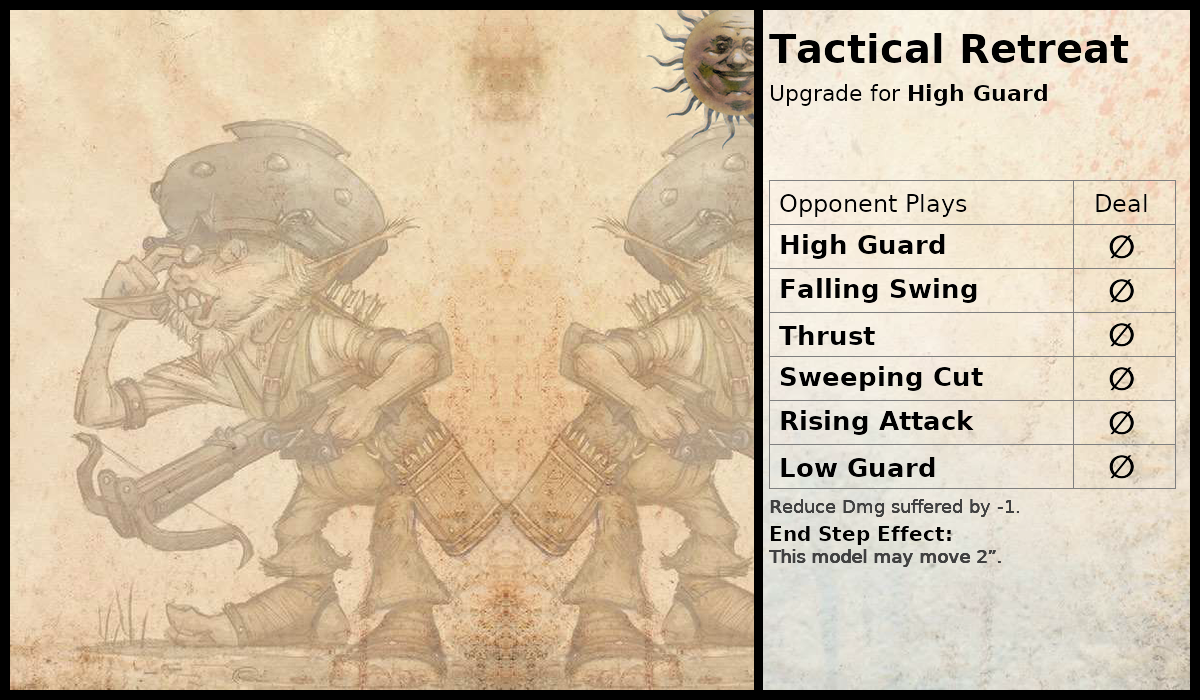 Tactical Retreat
Upgrade for High Guard
Opponent Plays Deal
High Guard ∅
Falling Swing ∅
Thrust ∅
Sweeping Cut ∅
Rising Attack ∅
Low Guard ∅
Reduce Dmg suffered by -1.
End Step Effect:
This model may move 2”.